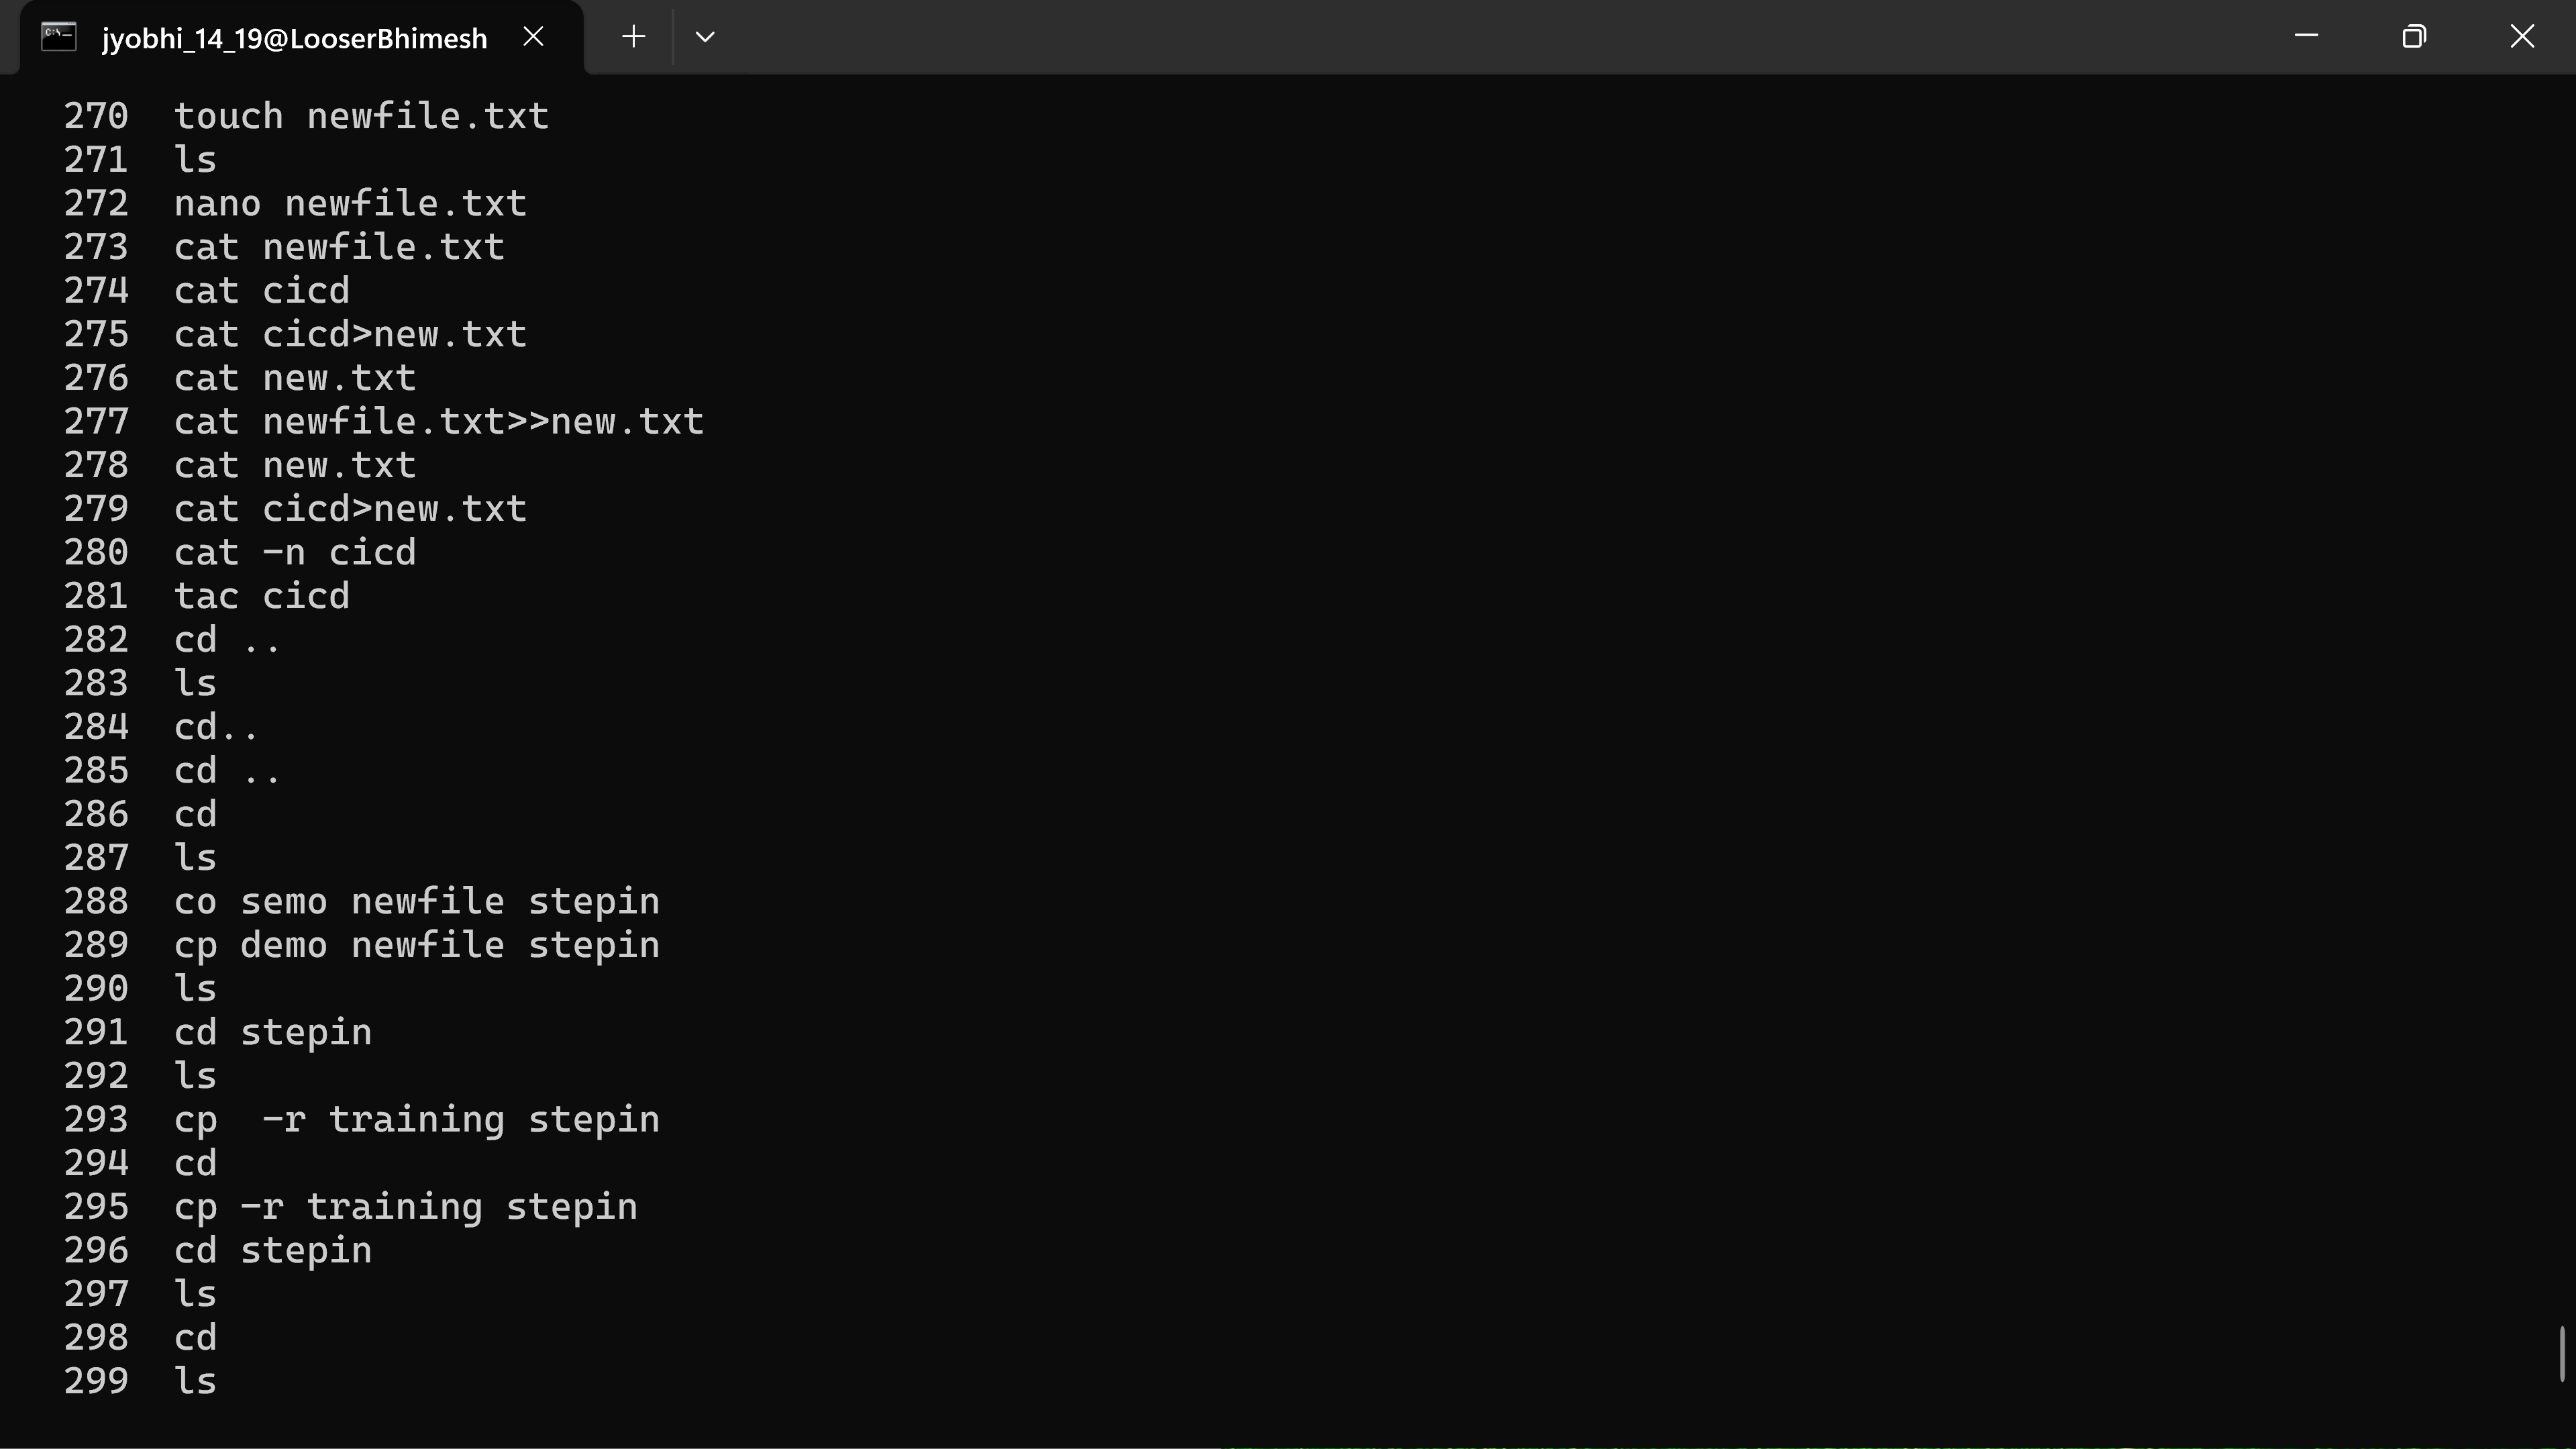 jyobhi_14_19@LooserBhimesh
270 touch newfile.txt
271 ls
272 nano newfile.txt
273 cat newfile.txt
274 cat cicd
275 cat cicd>new.txt
276 cat new.txt
277 cat newfile.txt>>new.txt
278 cat new.txt
279 cat cicd>new.txt
280 cat -n cicd
281 tac cicd
282 cd ..
283 ls
284 cd..
285 cd ..
286 cd
287 ls
288 co semo newfile stepin
289 cp demo newfile stepin
290 ls
291 cd stepin
292 ls
293 cp  -r training stepin
294 cd
295 cp -r training stepin
296 cd stepin
297 ls
298 cd
299 ls